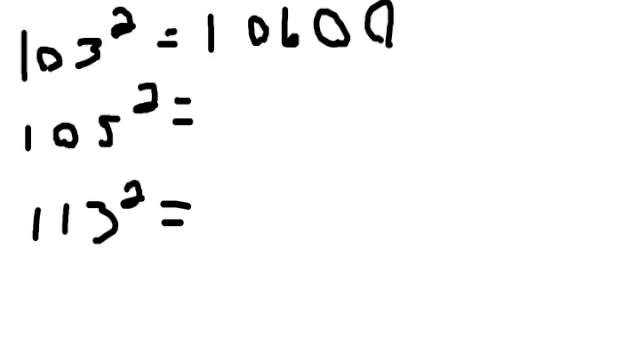 103² = 10609
105² =
113² =